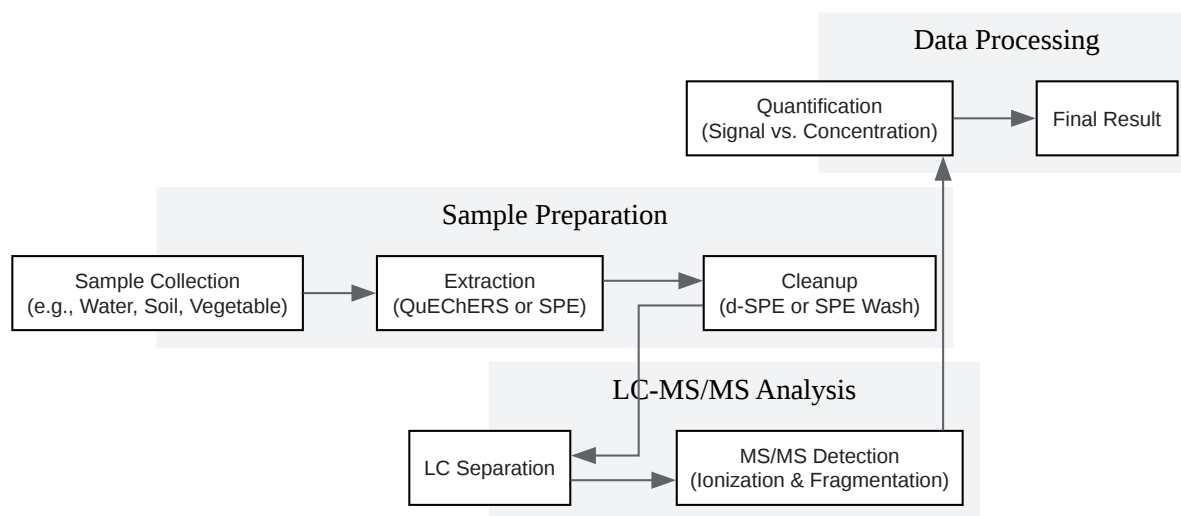 Data Processing
Quantification
(Signal vs. Concentration)
Final Result
Sample Preparation
Sample Collection
(e.g., Water, Soil, Vegetable)
Extraction
(QuEChERS or SPE)
Cleanup
(d-SPE or SPE Wash)
LC-MS/MS Analysis
LC Separation
MS/MS Detection
(Ionization & Fragmentation)